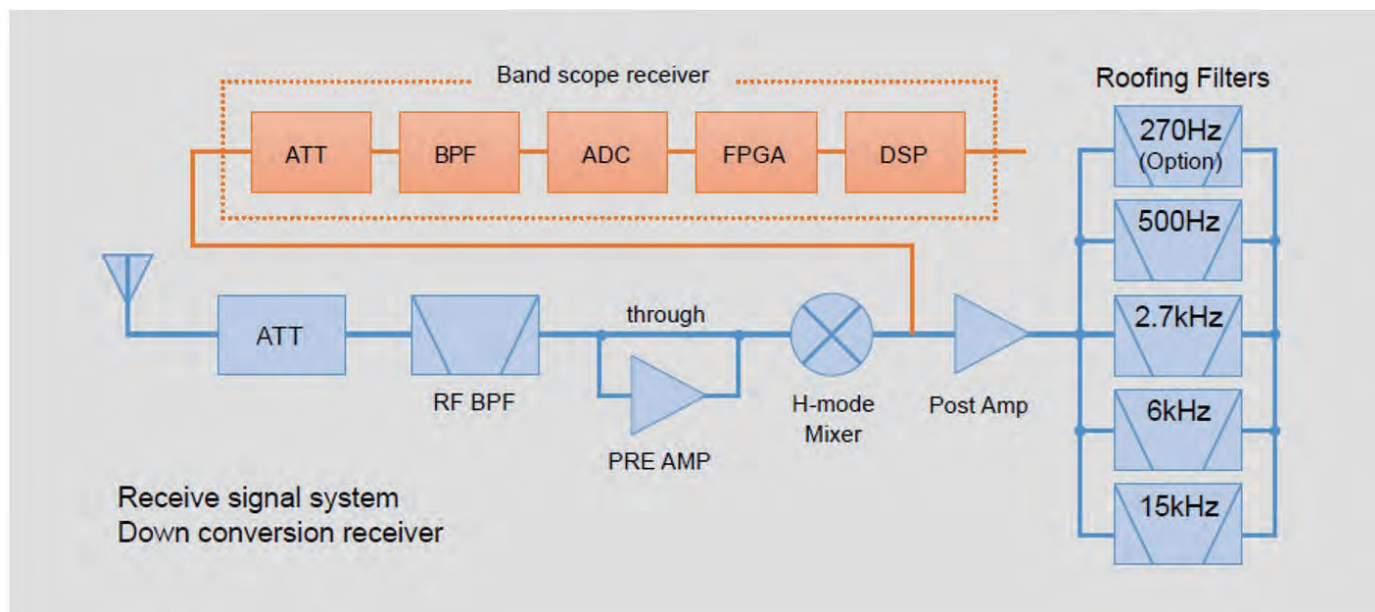 Band scope receiver
Roofing Filters
ATT
BPF
ADC
FPGA
DSP
270Hz
(Option)
500Hz
2.7kHz
6kHz
15kHz
ATT
RF BPF
through
PRE AMP
H-mode
Mixer
Post Amp
Receive signal system
Down conversion receiver